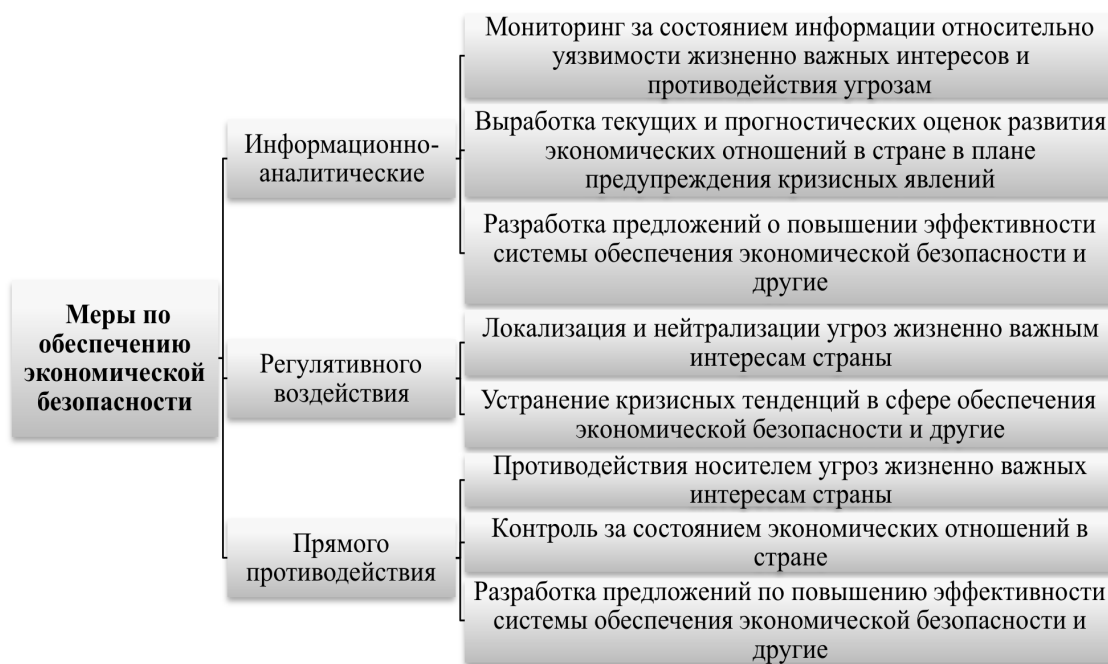 Меры по
обеспечению
экономической
безопасности
Информационно-
аналитические
Мониторинг за состоянием информации относительно
уязвимости жизненно важных интересов и
противодействия угрозам
Выработка текущих и прогностических оценок развития
экономических отношений в стране в плане
предупреждения кризисных явлений
Разработка предложений о повышении эффективности
системы обеспечения экономической безопасности и
другие
Регулятивного
воздействия
Локализация и нейтрализации угроз жизненно важным
интересам страны
Устранение кризисных тенденций в сфере обеспечения
экономической безопасности и другие
Прямого
противодействия
Противодействия носителем угроз жизненно важных
интересам страны
Контроль за состоянием экономических отношений в
стране
Разработка предложений по повышению эффективности
системы обеспечения экономической безопасности и
другие